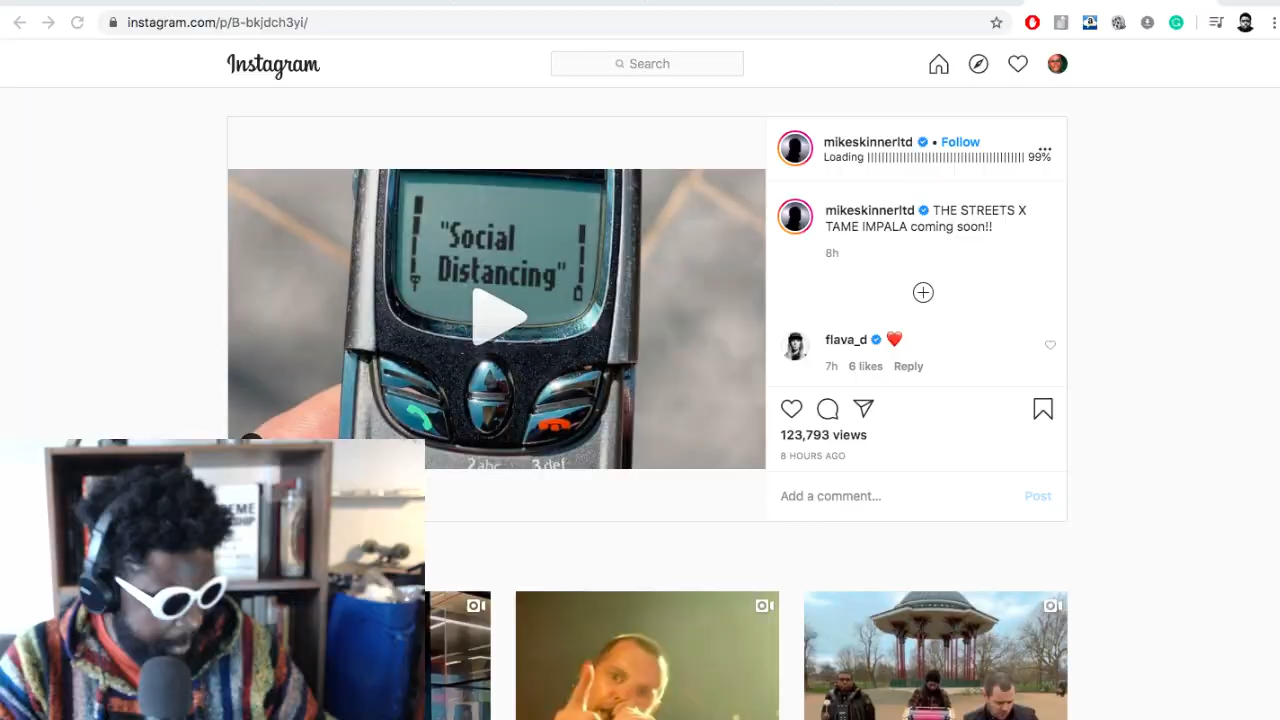 instagram.com/p/B-bkjdch3yi/
Instagram
Search
mikeskinnerltd • Follow
Loading |||||||||||||||||||||||||||||||||||||||||| 99%
"Social
Distancing"
mikeskinnerltd THE STREETS X
TAME IMPALA coming soon!!
8h
flava_d ❤️
7h 6 likes Reply
2abc 3def
123,793 views
8 HOURS AGO
Add a comment... Post